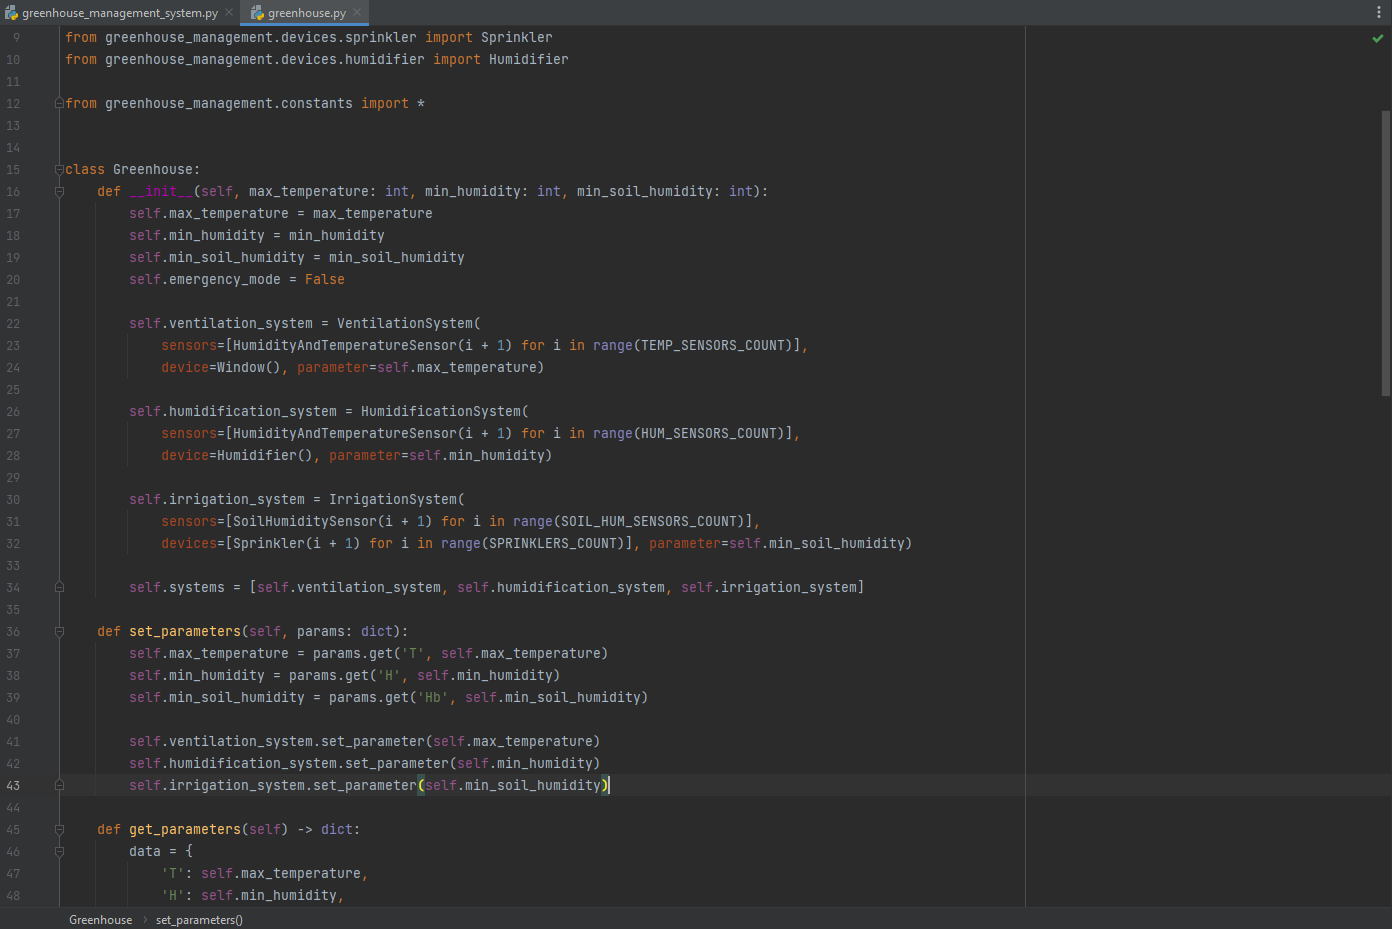 greenhouse_management_system.py greenhouse.py
9 from greenhouse_management.devices.sprinkler import Sprinkler
10 from greenhouse_management.devices.humidifier import Humidifier
11
12 from greenhouse_management.constants import *
13
14
15 class Greenhouse:
16     def __init__(self, max_temperature: int, min_humidity: int, min_soil_humidity: int):
17         self.max_temperature = max_temperature
18         self.min_humidity = min_humidity
19         self.min_soil_humidity = min_soil_humidity
20         self.emergency_mode = False
21
22         self.ventilation_system = VentilationSystem(
23             sensors=[HumidityAndTemperatureSensor(i + 1) for i in range(TEMP_SENSORS_COUNT)],
24             device=Window(), parameter=self.max_temperature)
25
26         self.humidification_system = HumidificationSystem(
27             sensors=[HumidityAndTemperatureSensor(i + 1) for i in range(HUM_SENSORS_COUNT)],
28             device=Humidifier(), parameter=self.min_humidity)
29
30         self.irrigation_system = IrrigationSystem(
31             sensors=[SoilHumiditySensor(i + 1) for i in range(SOIL_HUM_SENSORS_COUNT)],
32             devices=[Sprinkler(i + 1) for i in range(SPRINKLERS_COUNT)], parameter=self.min_soil_humidity)
33
34         self.systems = [self.ventilation_system, self.humidification_system, self.irrigation_system]
35
36     def set_parameters(self, params: dict):
37         self.max_temperature = params.get('T', self.max_temperature)
38         self.min_humidity = params.get('H', self.min_humidity)
39         self.min_soil_humidity = params.get('Hb', self.min_soil_humidity)
40
41         self.ventilation_system.set_parameter(self.max_temperature)
42         self.humidification_system.set_parameter(self.min_humidity)
43         self.irrigation_system.set_parameter(self.min_soil_humidity)
44
45     def get_parameters(self) -> dict:
46         data = {
47             'T': self.max_temperature,
48             'H': self.min_humidity,
Greenhouse set_parameters()